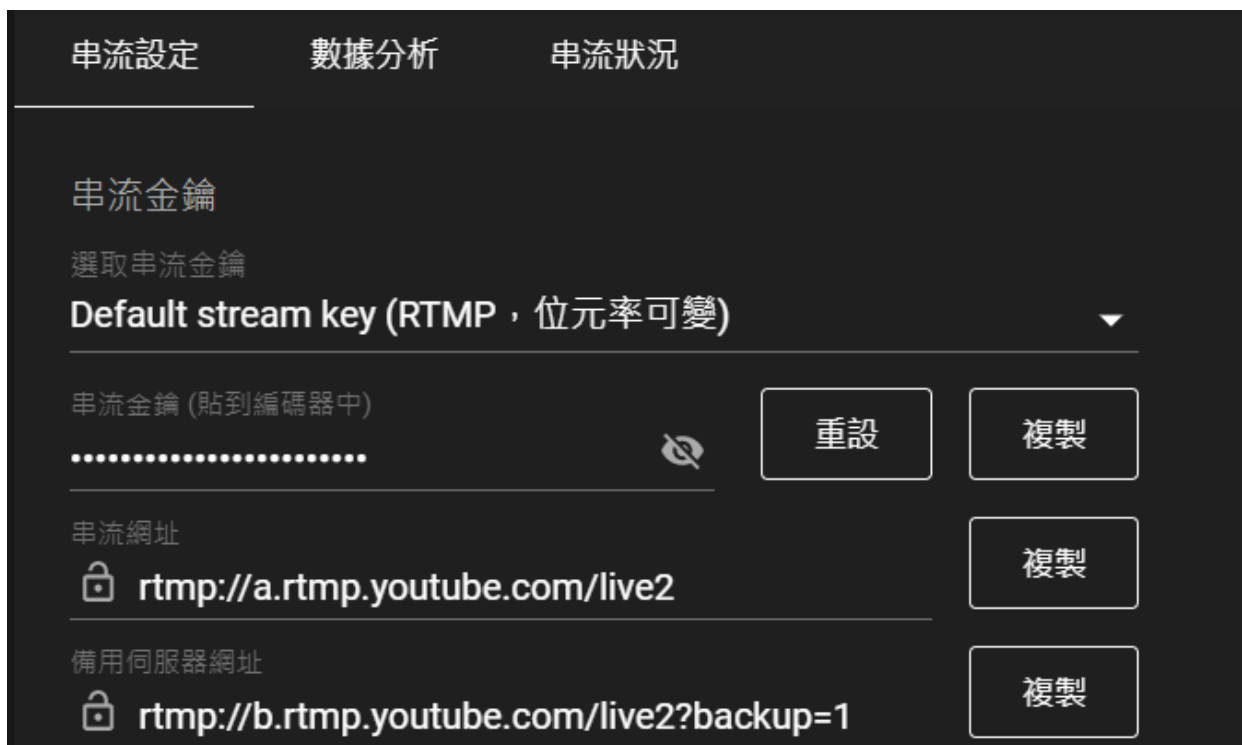 串流設定 數據分析 串流狀況
串流金鑰
選取串流金鑰
Default stream key (RTMP，位元率可變)
串流金鑰 (貼到編碼器中)
•••••••••••••••••••••••• 重設 複製
串流網址
rtmp://a.rtmp.youtube.com/live2 複製
備用伺服器網址
rtmp://b.rtmp.youtube.com/live2?backup=1 複製